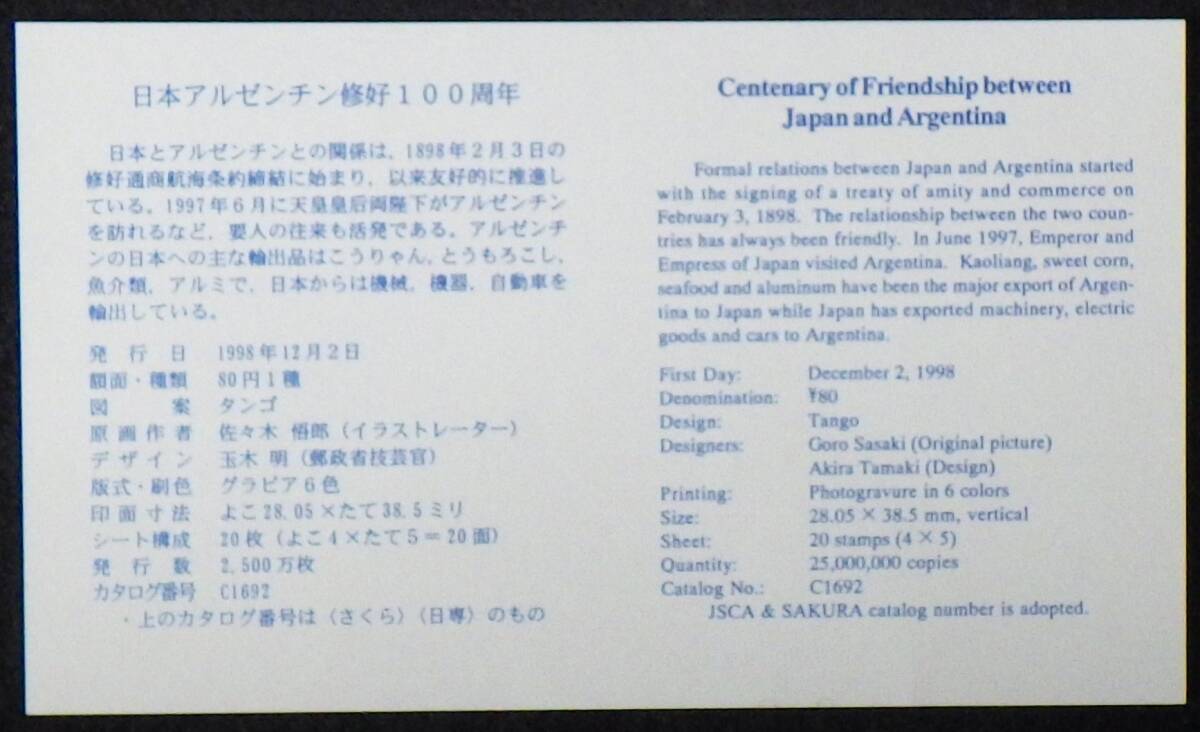 日本アルゼンチン修好１００周年
日本とアルゼンチンとの関係は，1898年２月３日の
修好通商航海条約締結に始まり，以来友好的に推進し
ている。1997年６月に天皇皇后両陛下がアルゼンチン
を訪れるなど，要人の往来も活発である。アルゼンチ
ンの日本への主な輸出品はこうりゃん，とうもろこし，
魚介類，アルミで，日本からは機械，機器，自動車を
輸出している。
発行日 1998年12月２日
額面・種類 80円１種
図案 タンゴ
原画作者 佐々木 悟郎（イラストレーター）
デザイン 玉木 明（郵政省技芸官）
版式・刷色 グラビア６色
印面寸法 よこ28.05×たて38.5ミリ
シート構成 20枚（よこ４×たて５＝20面）
発行数 2,500万枚
カタログ番号 C1692
・上のカタログ番号は〈さくら〉〈日専〉のもの
Centenary of Friendship between
Japan and Argentina
Formal relations between Japan and Argentina started
with the signing of a treaty of amity and commerce on
February 3, 1898. The relationship between the two coun-
tries has always been friendly. In June 1997, Emperor and
Empress of Japan visited Argentina. Kaoliang, sweet corn,
seafood and aluminum have been the major export of Argen-
tina to Japan while Japan has exported machinery, electric
goods and cars to Argentina.
First Day: December 2, 1998
Denomination: ¥80
Design: Tango
Designers: Goro Sasaki (Original picture)
Akira Tamaki (Design)
Printing: Photogravure in 6 colors
Size: 28.05 × 38.5 mm, vertical
Sheet: 20 stamps (4 × 5)
Quantity: 25,000,000 copies
Catalog No.: C1692
JSCA & SAKURA catalog number is adopted.